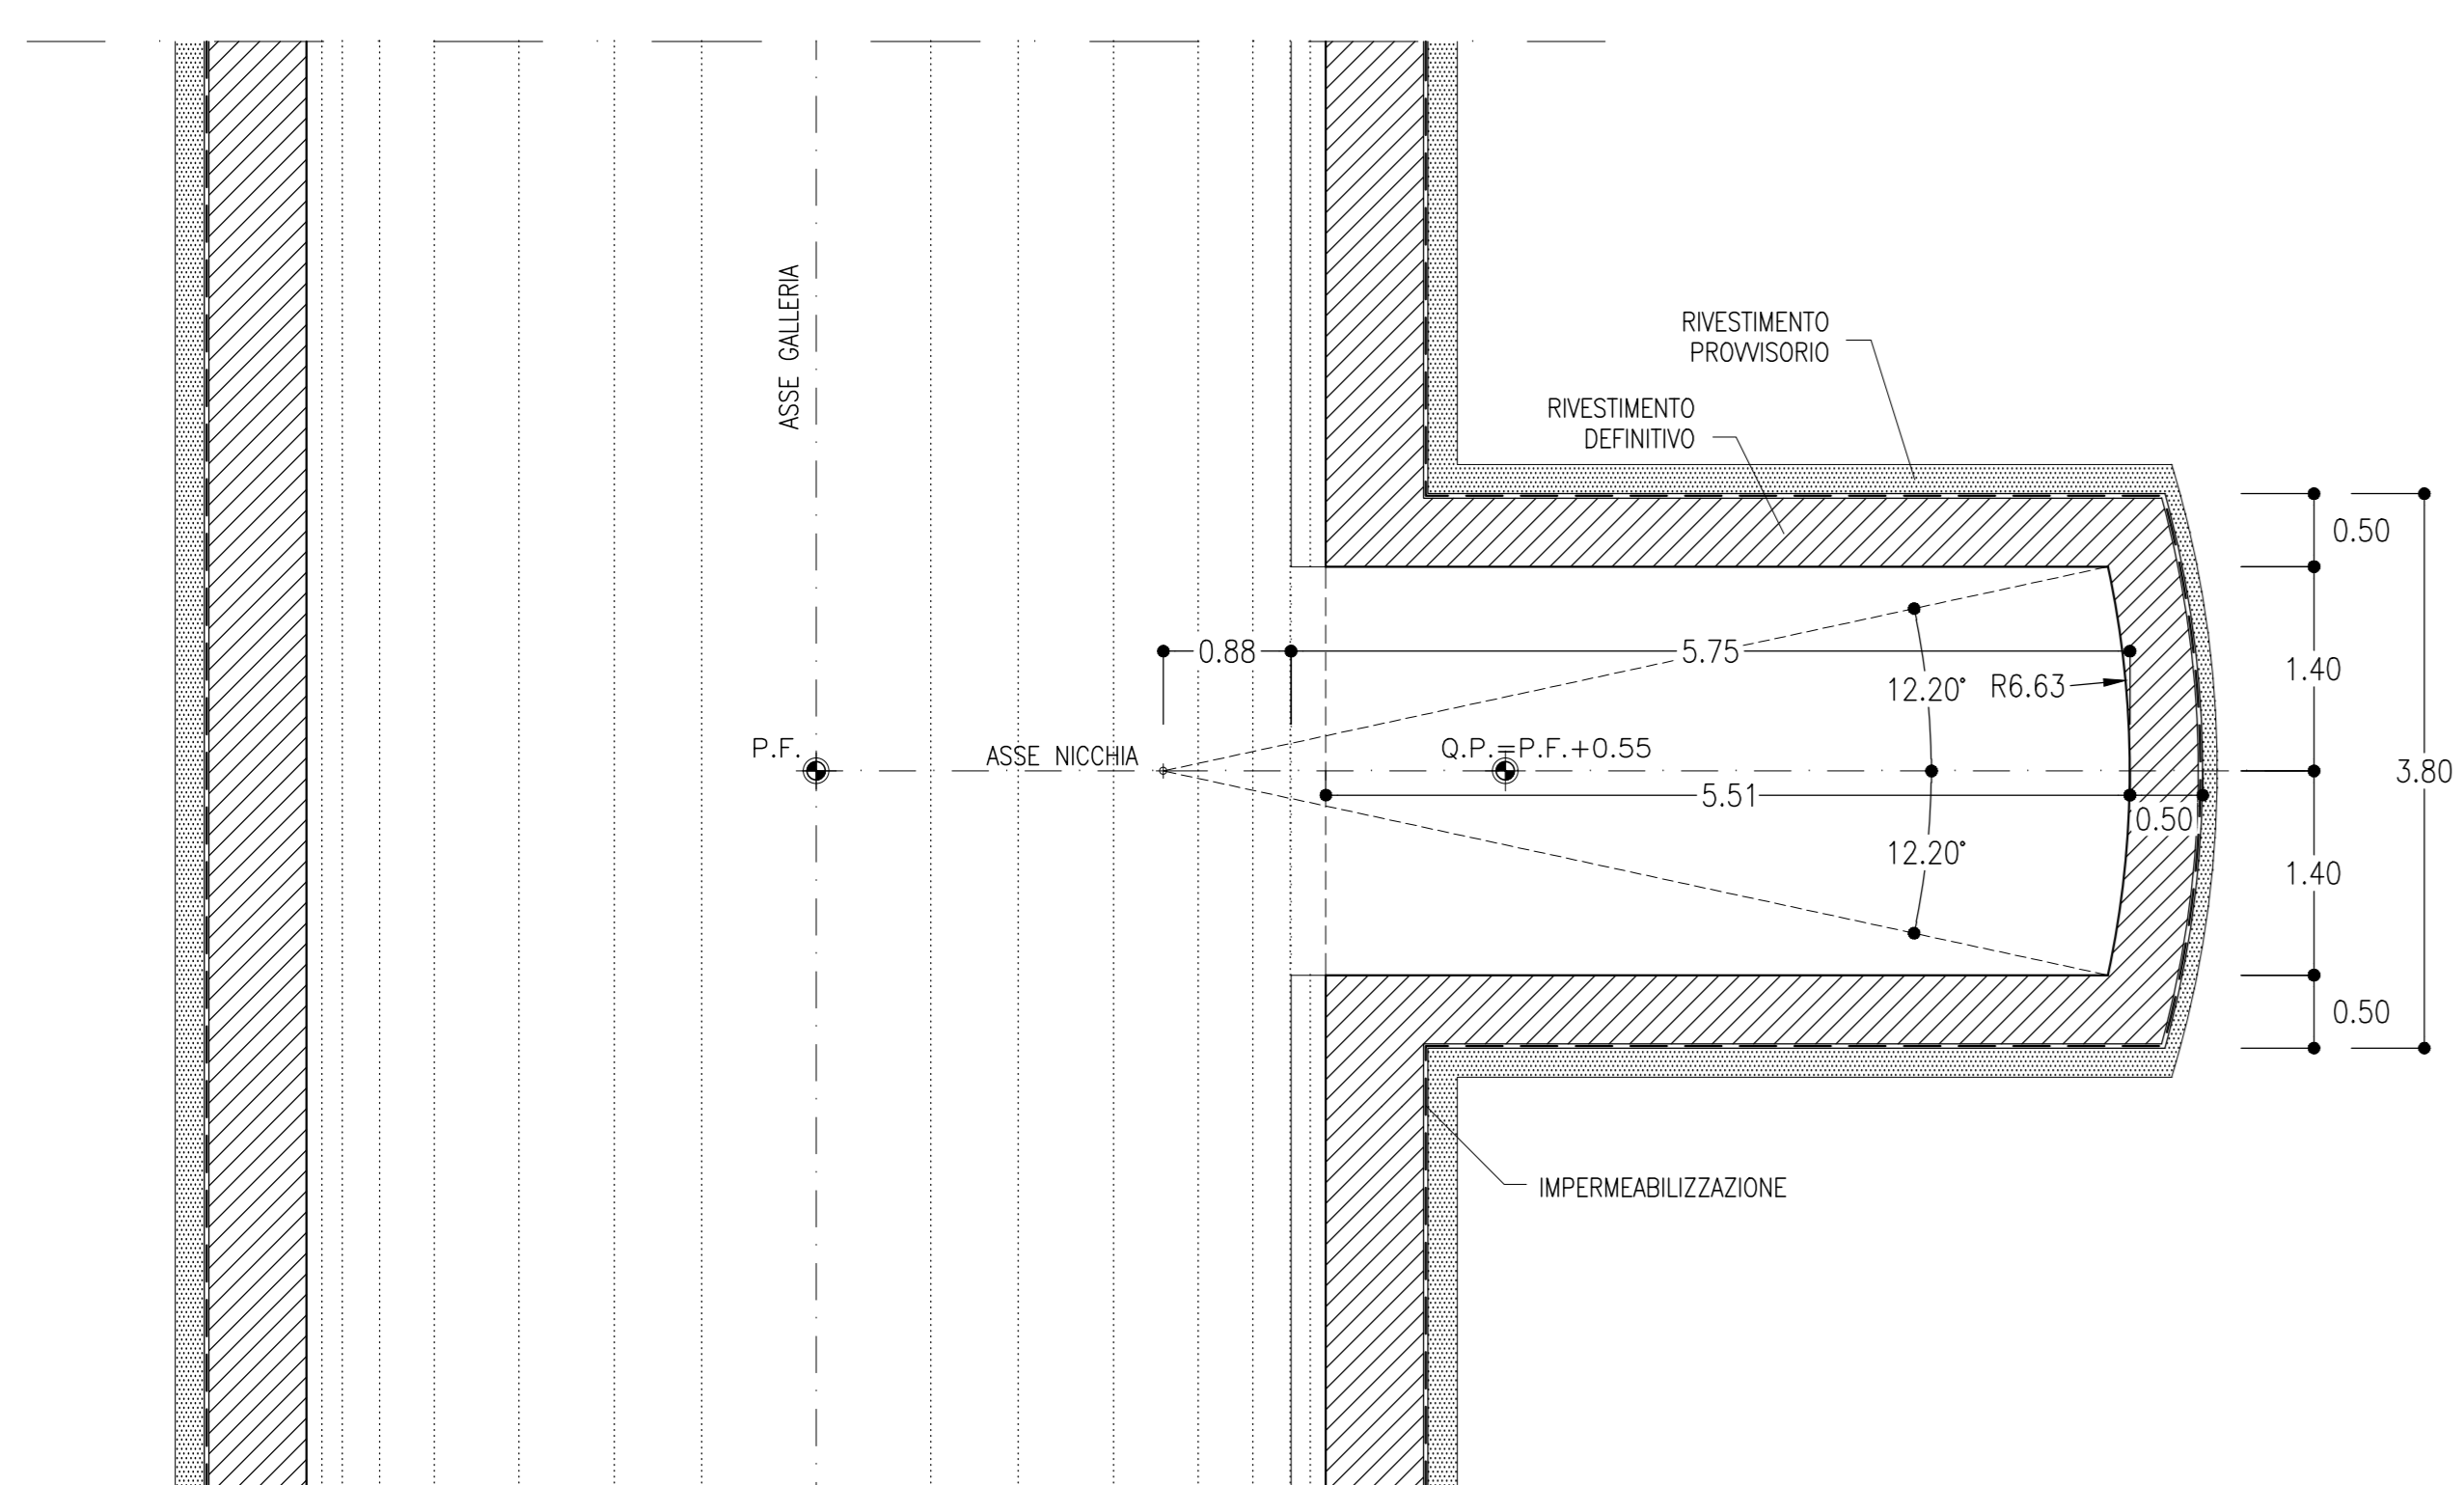 ASSE GALLERIA
RIVESTIMENTO
PROVVISORIO
RIVESTIMENTO
DEFINITIVO
0.50
0.88
5.75
1.40
12.20°
R6.63
P.F.
ASSE NICCHIA
Q.P.=P.F.+0.55
3.80
5.51
0.50
12.20°
1.40
0.50
IMPERMEABILIZZAZIONE